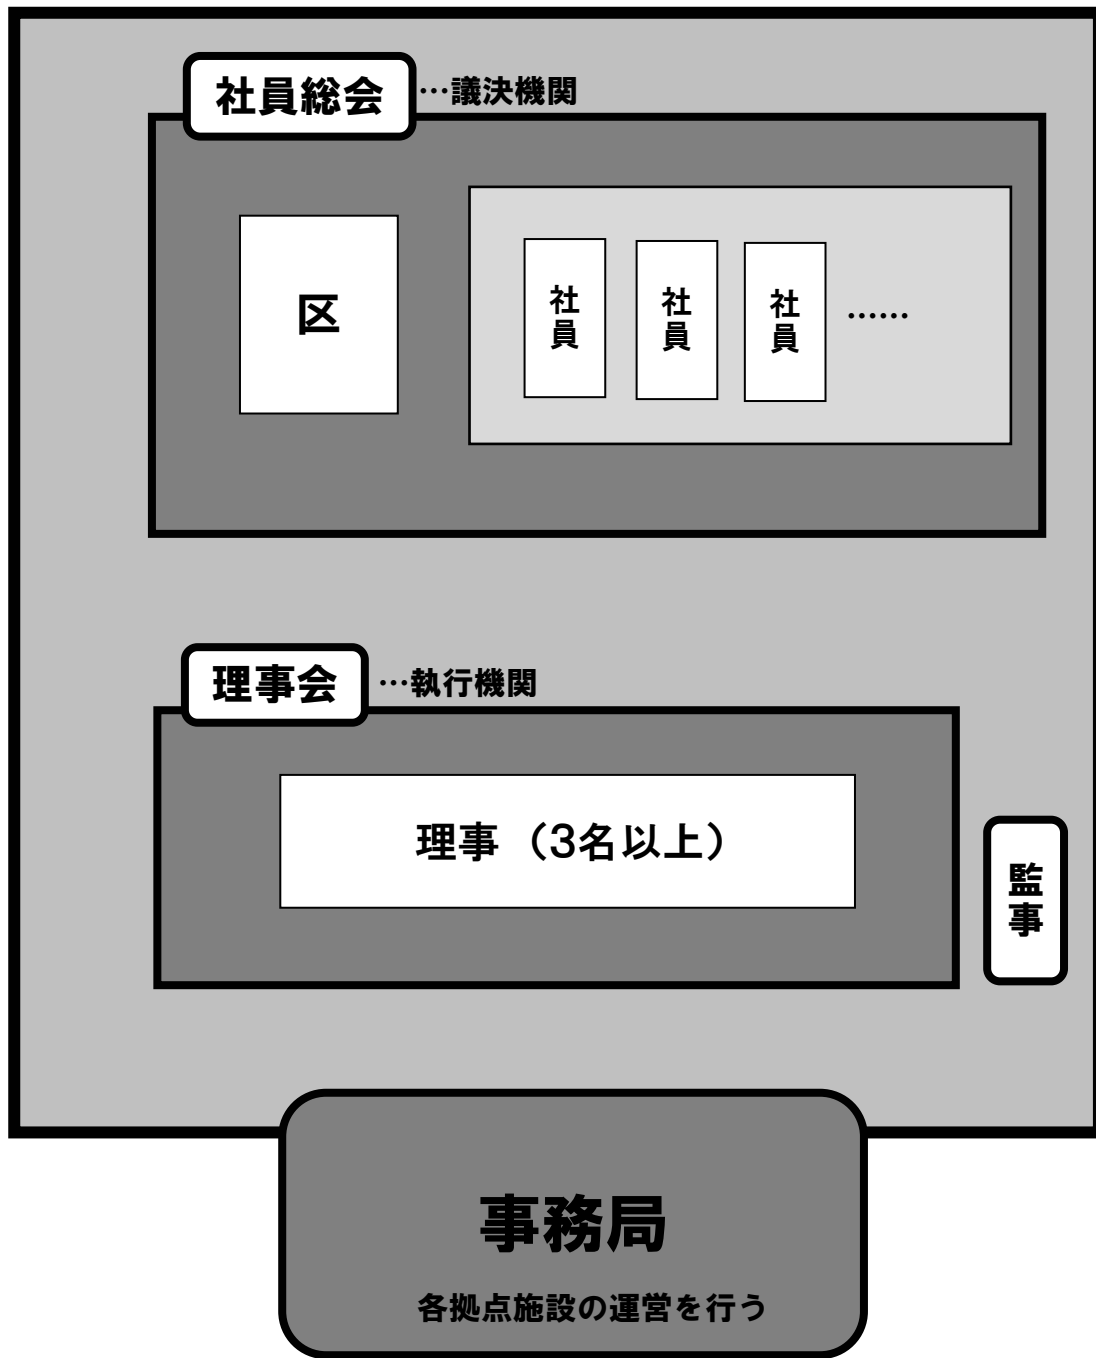 社員総会
…議決機関
区
社員
社員
社員
……
理事会
…執行機関
理事（3名以上）
監事
事務局
各拠点施設の運営を行う